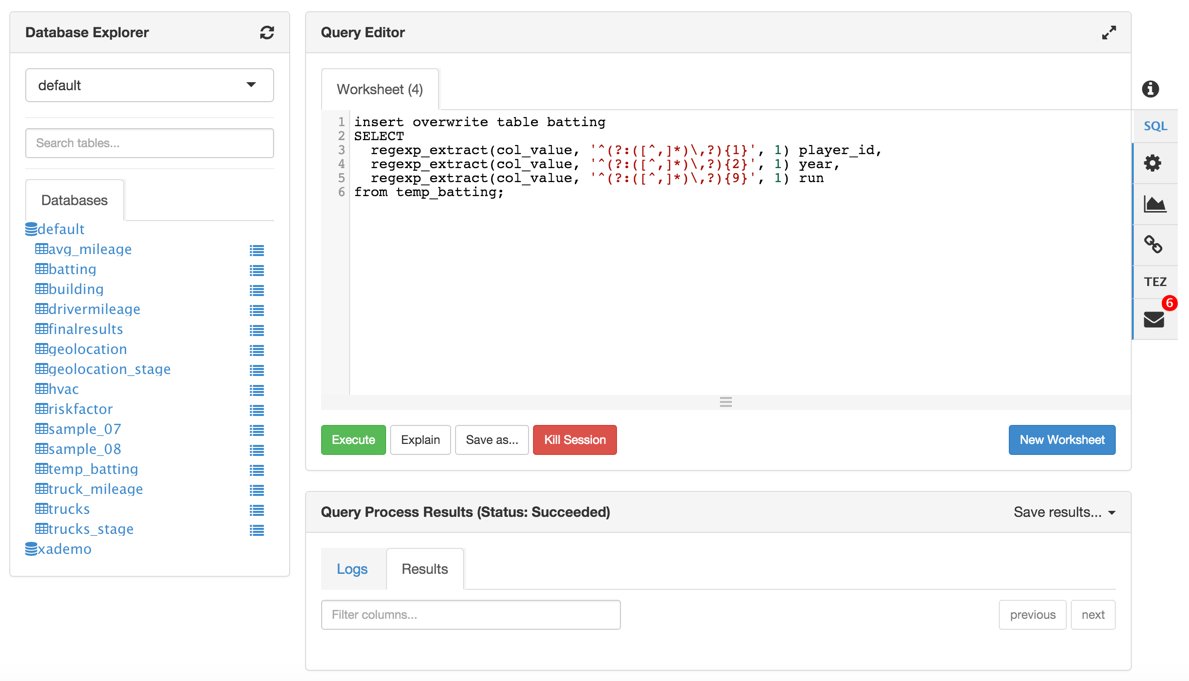 Database Explorer
default
Search tables...
Databases
default
avg_mileage
batting
building
drivermileage
finalresults
geolocation
geolocation_stage
hvac
riskfactor
sample_07
sample_08
temp_batting
truck_mileage
trucks
trucks_stage
xademo
Query Editor
Worksheet (4)
1 insert overwrite table batting
2 SELECT
3   regexp_extract(col_value, '^(?:([^,]*)\,?){1}', 1) player_id,
4   regexp_extract(col_value, '^(?:([^,]*)\,?){2}', 1) year,
5   regexp_extract(col_value, '^(?:([^,]*)\,?){9}', 1) run
6 from temp_batting;
Execute Explain Save as... Kill Session New Worksheet
Query Process Results (Status: Succeeded) Save results...
Logs Results
Filter columns... previous next
SQL
TEZ
6